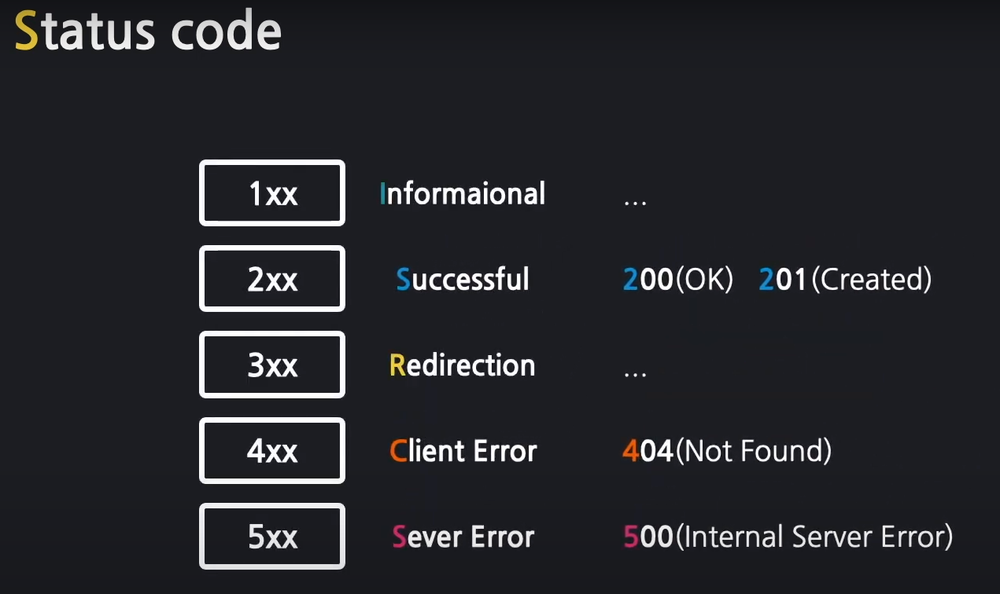 Status code
1xx Informaional ...
2xx Successful 200(OK) 201(Created)
3xx Redirection ...
4xx Client Error 404(Not Found)
5xx Sever Error 500(Internal Server Error)